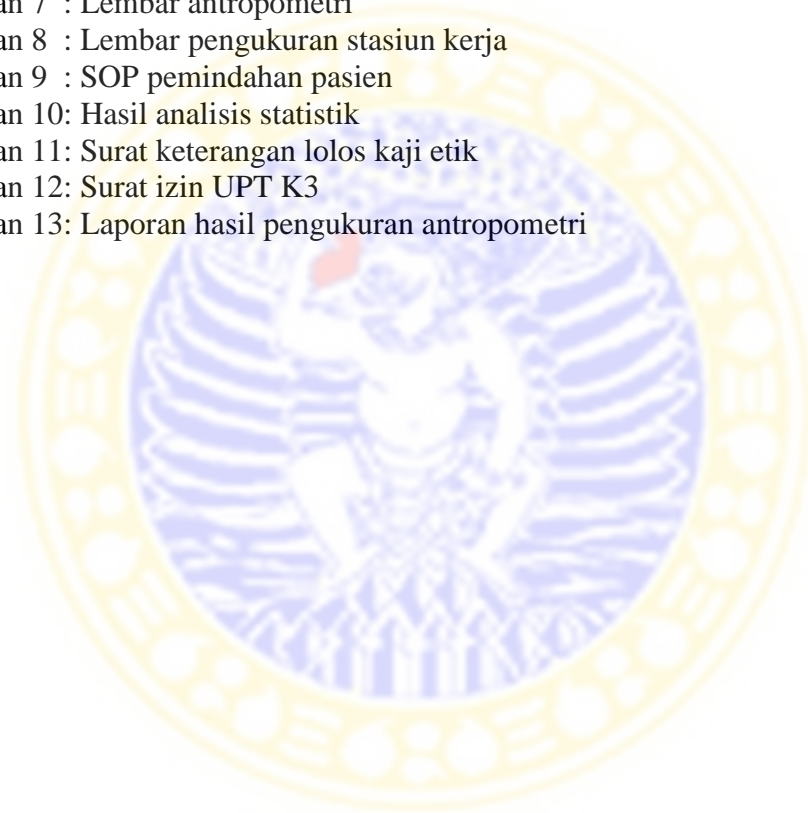 an 7 : Lembar antropometri
an 8 : Lembar pengukuran stasiun kerja
an 9 : SOP pemindahan pasien
an 10: Hasil analisis statistik
an 11: Surat keterangan lolos kaji etik
an 12: Surat izin UPT K3
an 13: Laporan hasil pengukuran antropometri